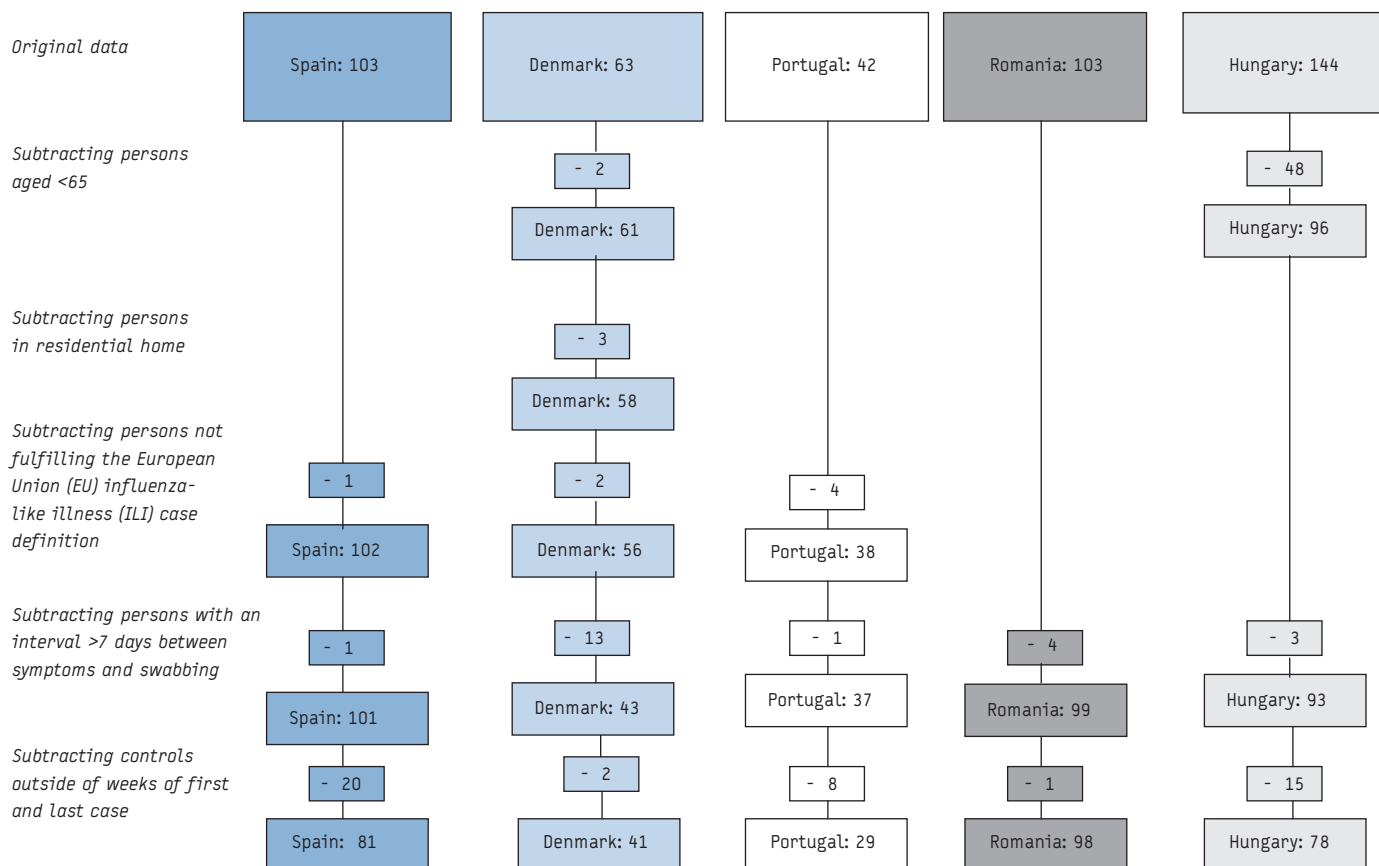 Original data
Spain: 103
Denmark: 63
Portugal: 42
Romania: 103
Hungary: 144
Subtracting persons
aged <65
- 2
- 48
Denmark: 61
Hungary: 96
Subtracting persons
in residential home
- 3
Denmark: 58
Subtracting persons not
fulfilling the European
Union (EU) influenza-
like illness (ILI) case
definition
- 1
- 2
- 4
Spain: 102
Denmark: 56
Portugal: 38
Subtracting persons with an
interval >7 days between
symptoms and swabbing
- 1
- 13
- 1
- 4
- 3
Spain: 101
Denmark: 43
Portugal: 37
Romania: 99
Hungary: 93
Subtracting controls
outside of weeks of first
and last case
- 20
- 2
- 8
- 1
- 15
Spain: 81
Denmark: 41
Portugal: 29
Romania: 98
Hungary: 78